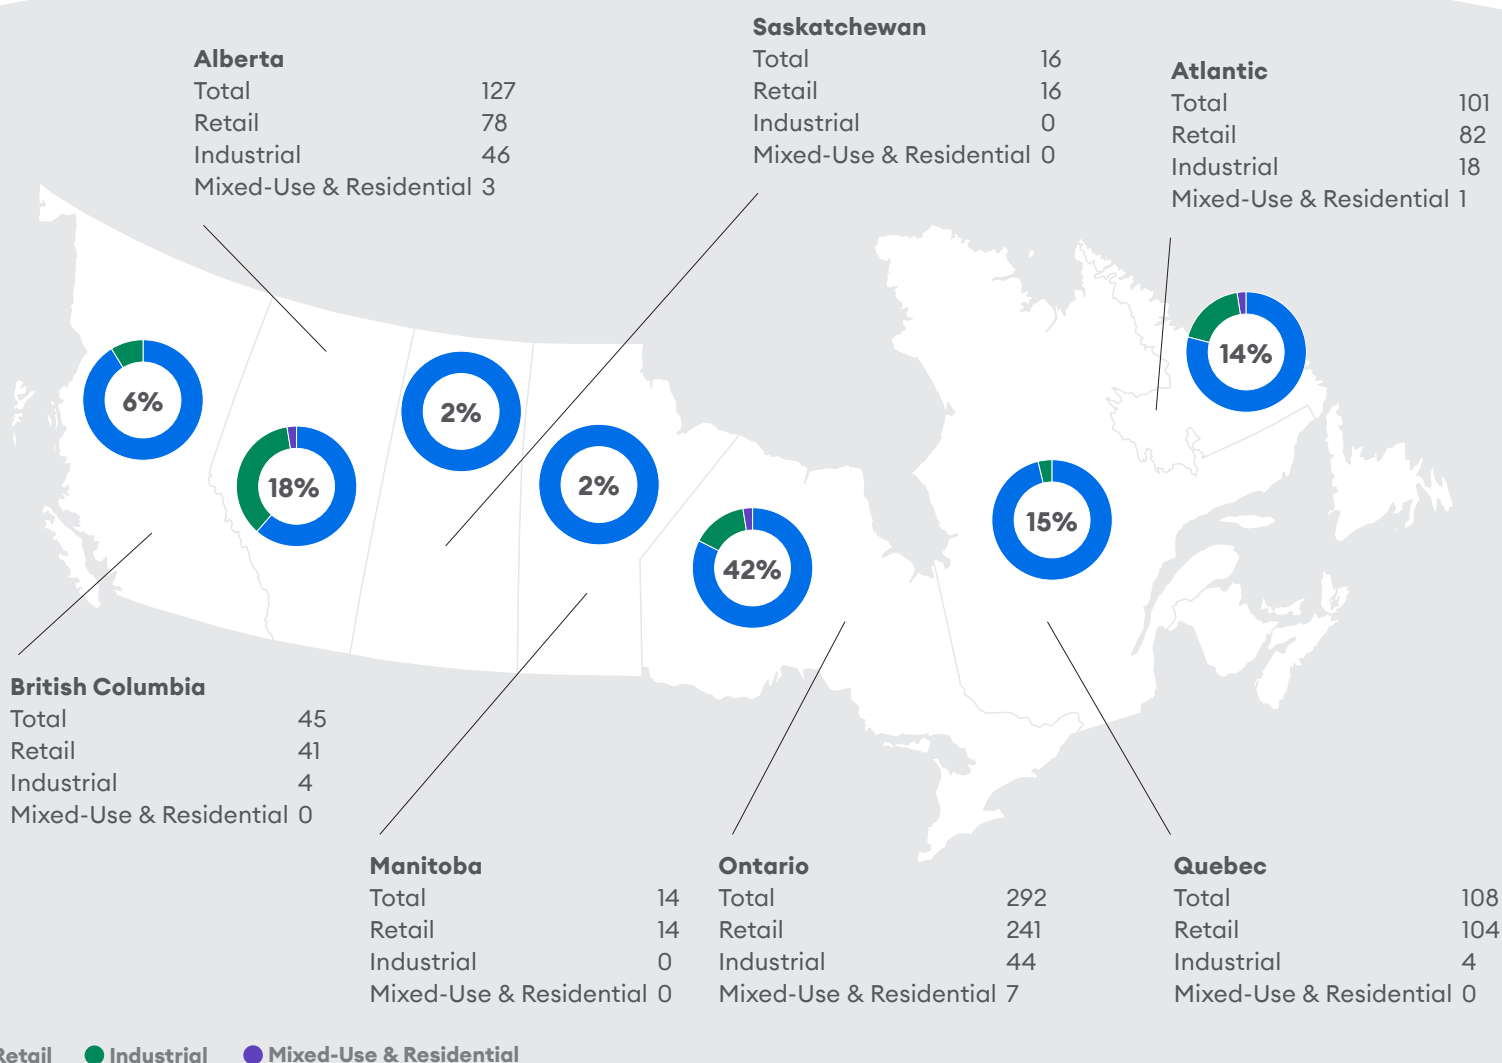 Saskatchewan
Total 16
Retail 16
Industrial 0
Mixed-Use & Residential 0
Alberta
Total 127
Retail 78
Industrial 46
Mixed-Use & Residential 3
Atlantic
Total 101
Retail 82
Industrial 18
Mixed-Use & Residential 1
6%
18%
2%
2%
42%
15%
14%
British Columbia
Total 45
Retail 41
Industrial 4
Mixed-Use & Residential 0
Manitoba
Total 14
Retail 14
Industrial 0
Mixed-Use & Residential 0
Ontario
Total 292
Retail 241
Industrial 44
Mixed-Use & Residential 7
Quebec
Total 108
Retail 104
Industrial 4
Mixed-Use & Residential 0
Retail Industrial Mixed-Use & Residential